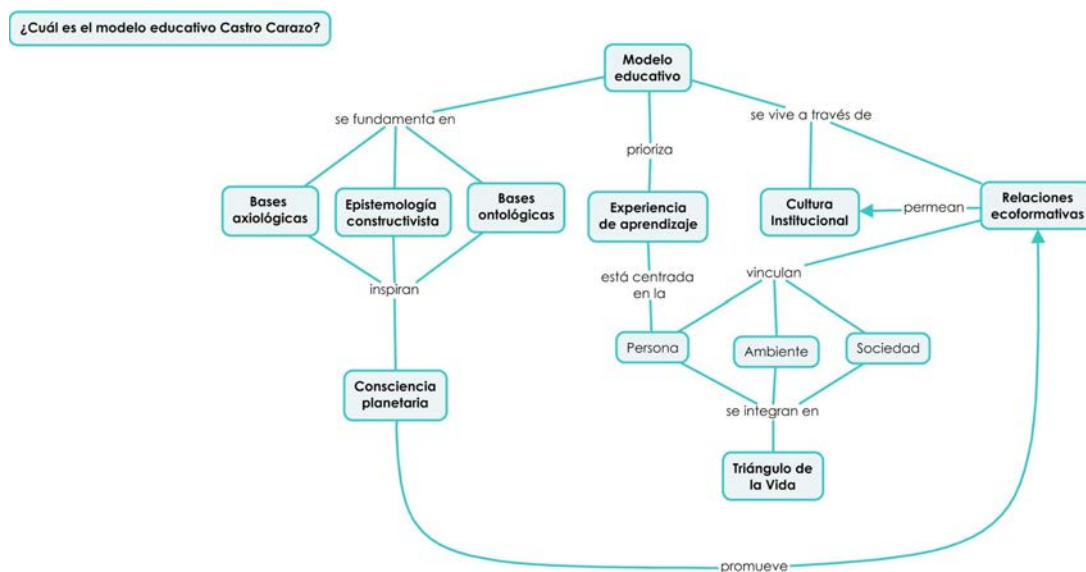 ¿Cuál es el modelo educativo Castro Carazo?
Modelo
educativo
se fundamenta en
se vive a través de
prioriza
Bases
axiológicas
Epistemología
constructivista
Bases
ontológicas
Experiencia
de aprendizaje
Cultura
Institucional
permean
Relaciones
ecoformativas
inspiran
está centrada
en la
vinculan
Persona
Ambiente
Sociedad
Consciencia
planetaria
se integran en
Triángulo de
la Vida
promueve